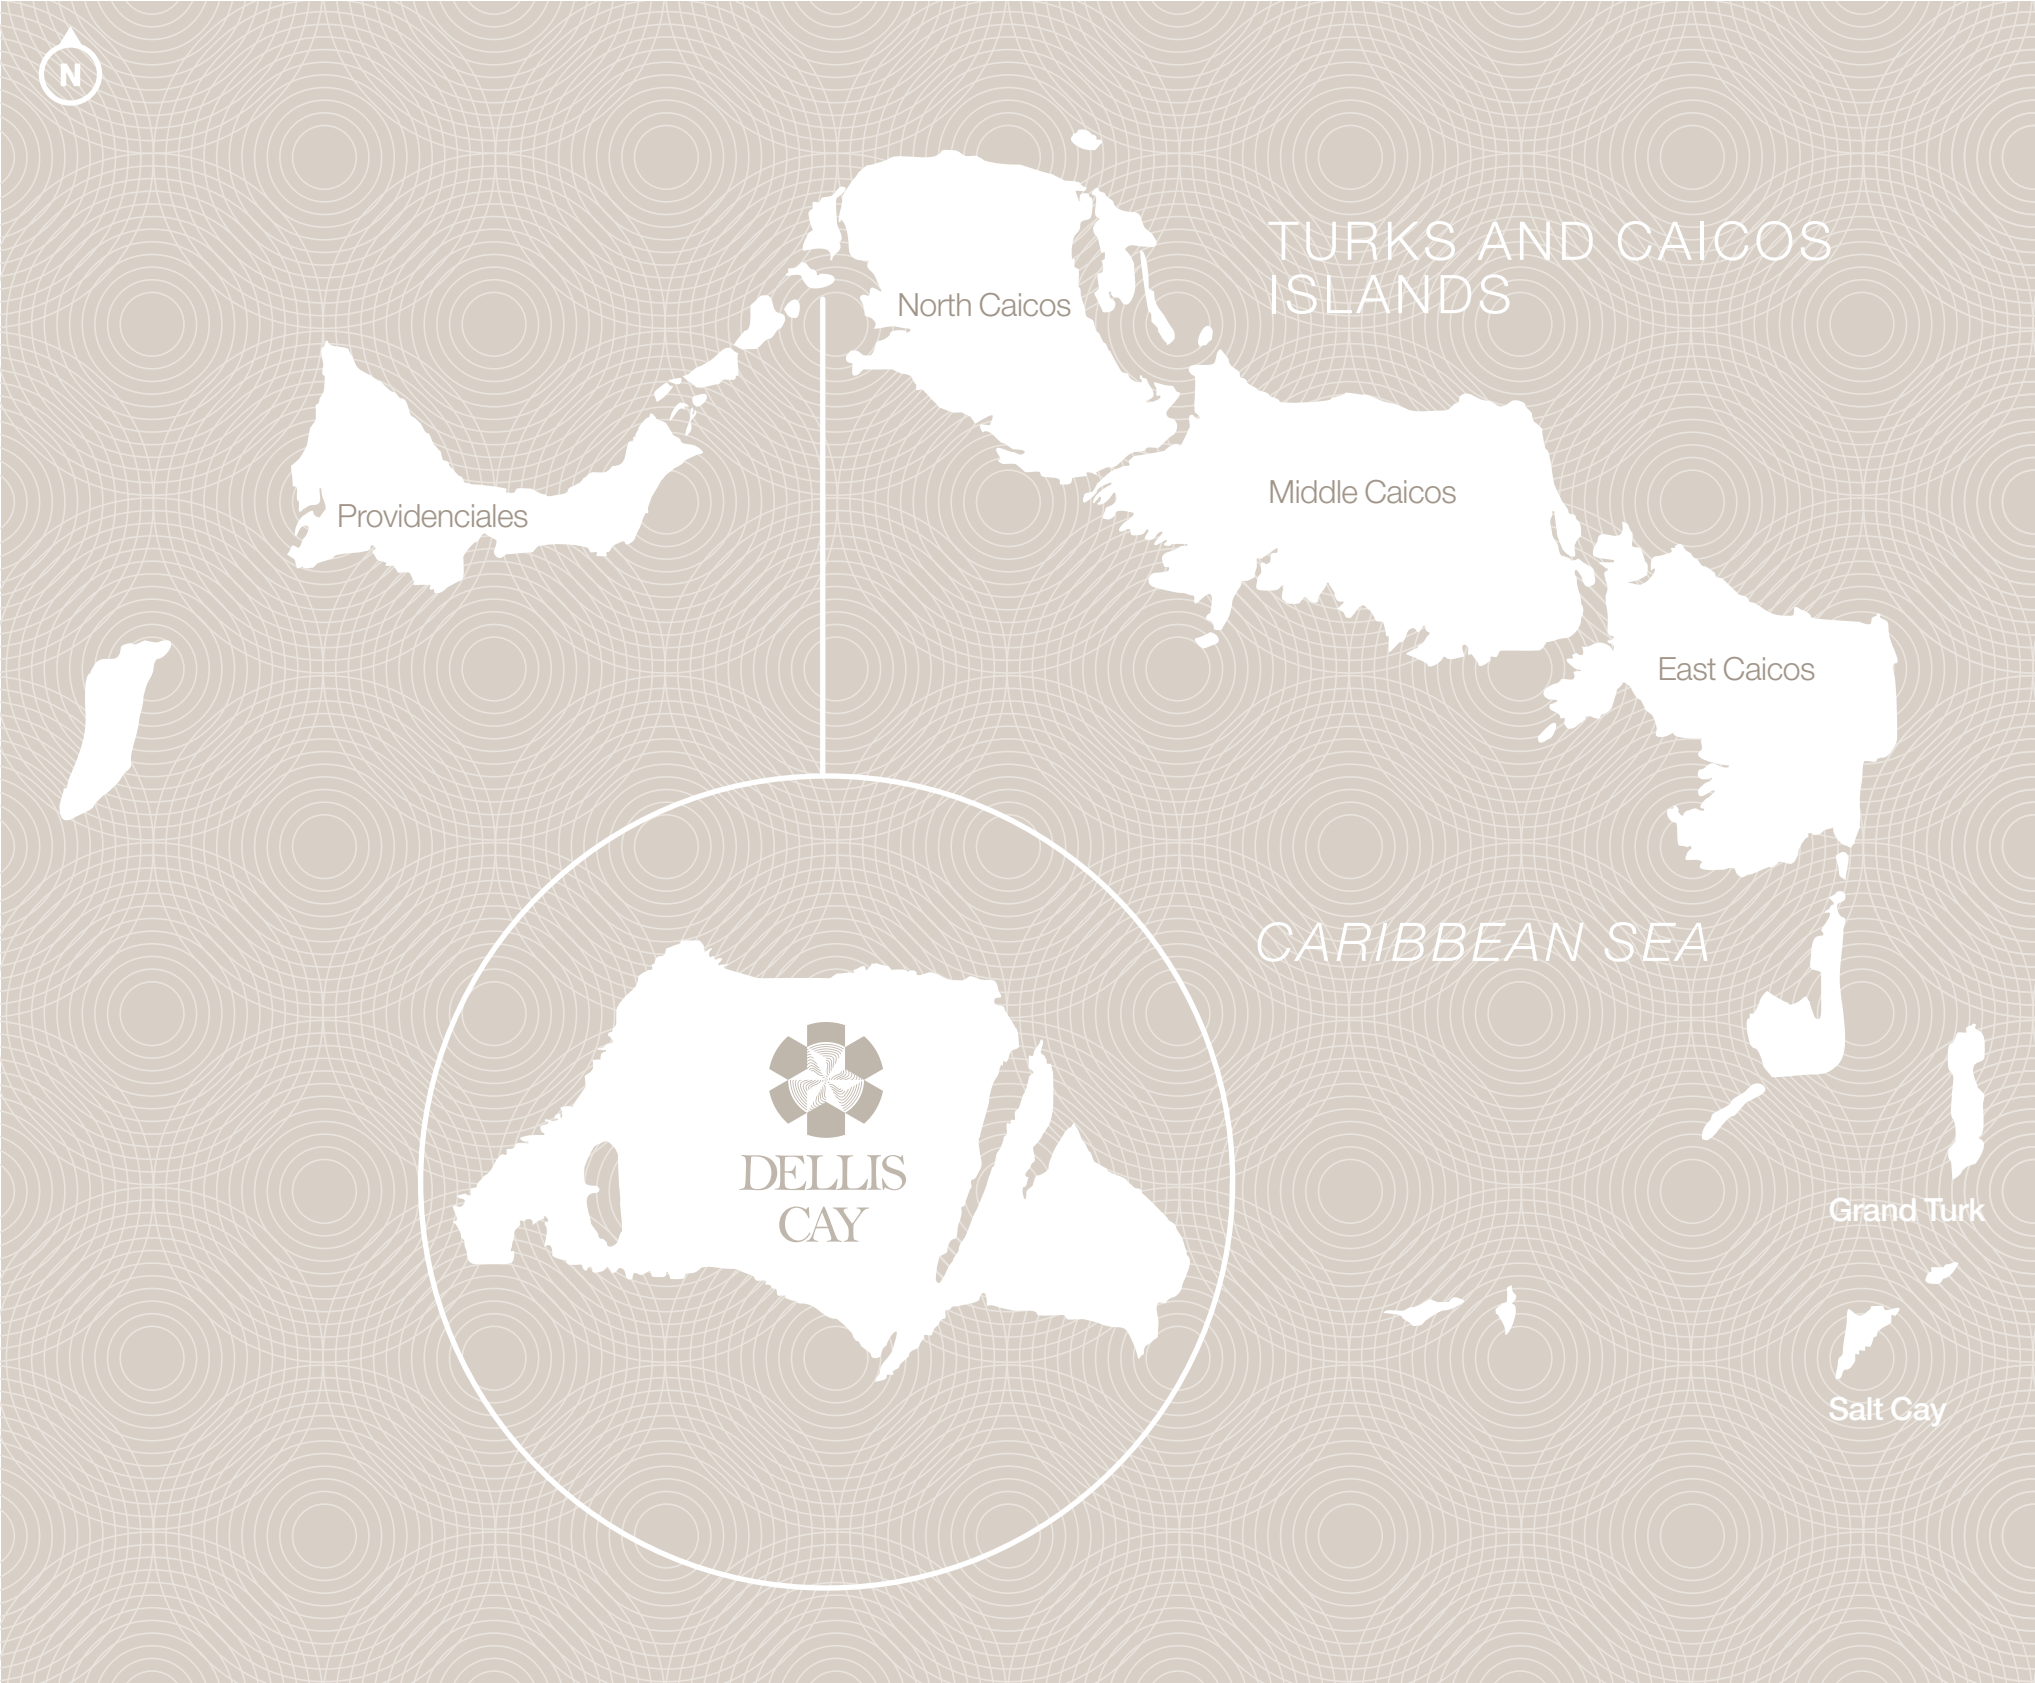 N
TURKS AND CAICOS
ISLANDS
North Caicos
Middle Caicos
Providenciales
East Caicos
CARIBBEAN SEA
DELLIS
CAY
Grand Turk
Salt Cay